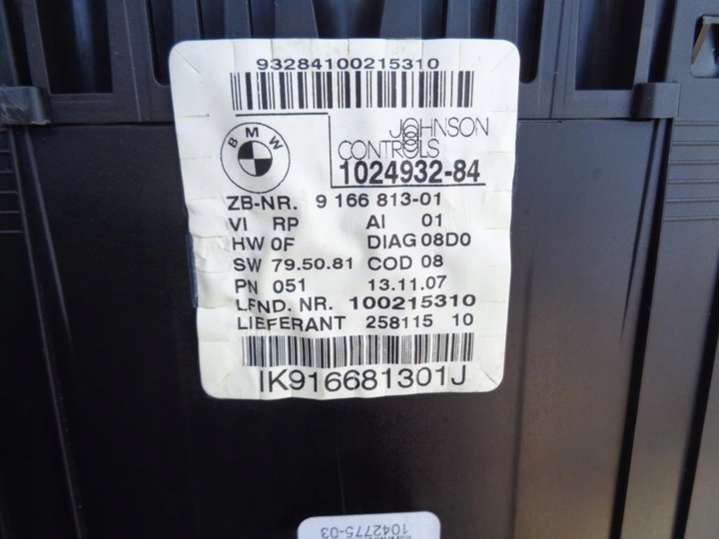 93284100215310
BMW
JOHNSON
CONTROLS
1024932-84
ZB-NR. 9 166 813-01
VI RP AI 01
HW 0F DIAG 08D0
SW 79.50.81 COD 08
PN 051 13.11.07
LFND. NR. 100215310
LIEFERANT 258115 10
IK916681301J
1042775-03